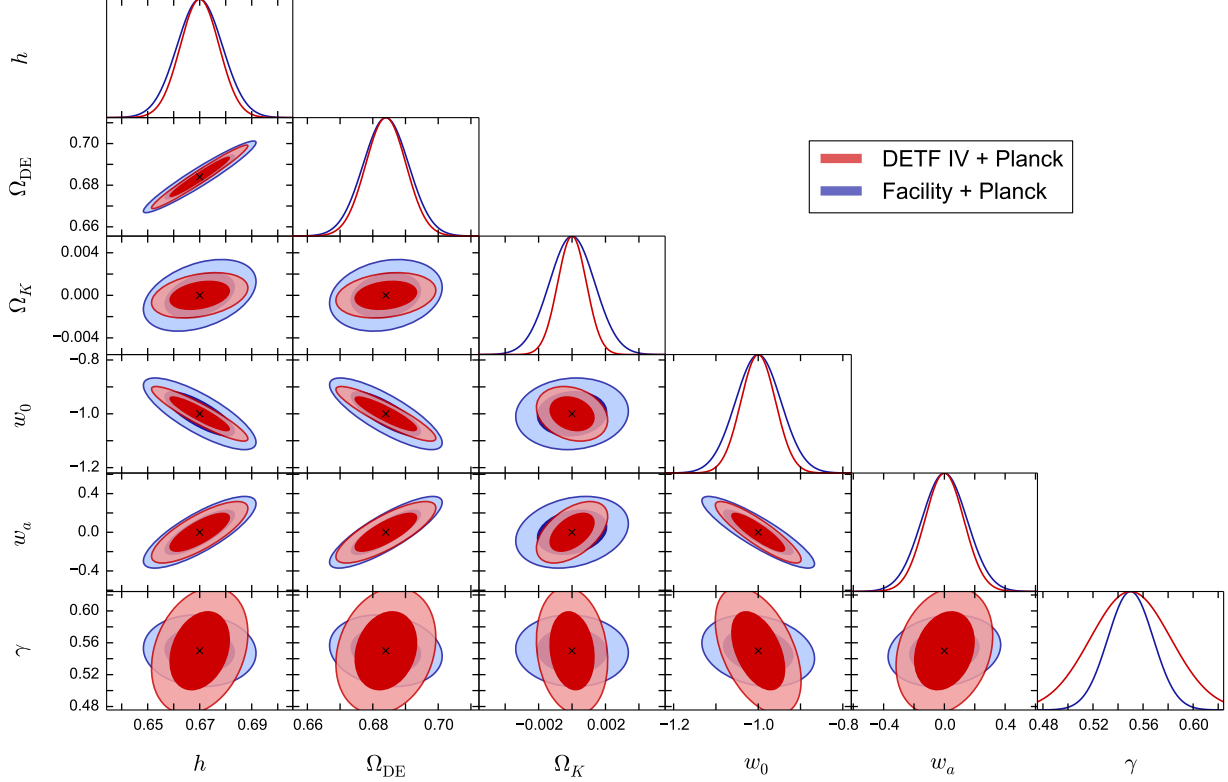 h
0.70
Ω_DE
0.68
0.66
DETF IV + Planck
Facility + Planck
0.004
Ω_K
0.000
−0.004
−0.8
w_0
−1.0
−1.2
0.4
w_a
0.0
−0.4
0.60
γ
0.56
0.52
0.48
0.65 0.67 0.69 0.66 0.68 0.70 −0.002 0.002 −1.2 −1.0 −0.8 −0.4 0.0 0.4 0.48 0.52 0.56 0.60
h Ω_DE Ω_K w_0 w_a γ